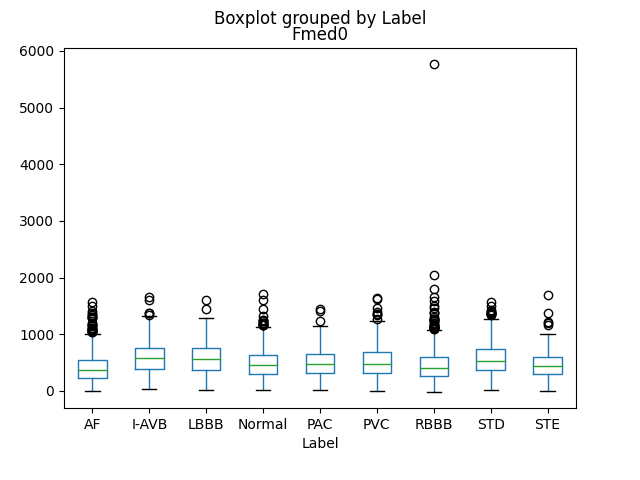 Boxplot grouped by Label
Fmed0
6000
5000
4000
3000
2000
1000
0
AF I-AVB LBBB Normal PAC PVC RBBB STD STE
Label